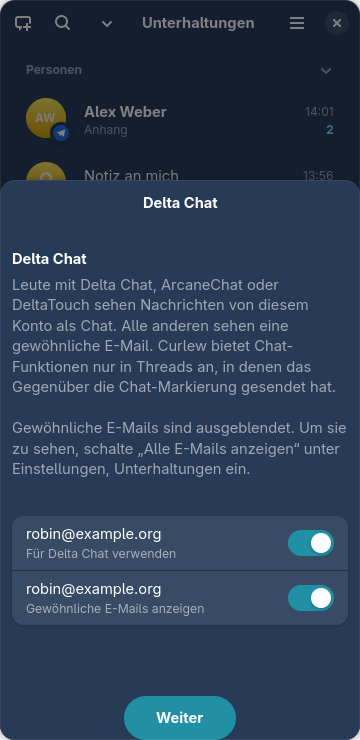 Unterhaltungen
Personen
AW
Alex Weber
14:01
Anhang
2
Notiz an mich
13:56
Delta Chat
Delta Chat
Leute mit Delta Chat, ArcaneChat oder
DeltaTouch sehen Nachrichten von diesem
Konto als Chat. Alle anderen sehen eine
gewöhnliche E-Mail. Curlew bietet Chat-
Funktionen nur in Threads an, in denen das
Gegenüber die Chat-Markierung gesendet hat.
Gewöhnliche E-Mails sind ausgeblendet. Um sie
zu sehen, schalte „Alle E-Mails anzeigen“ unter
Einstellungen, Unterhaltungen ein.
robin@example.org
Für Delta Chat verwenden
robin@example.org
Gewöhnliche E-Mails anzeigen
Weiter